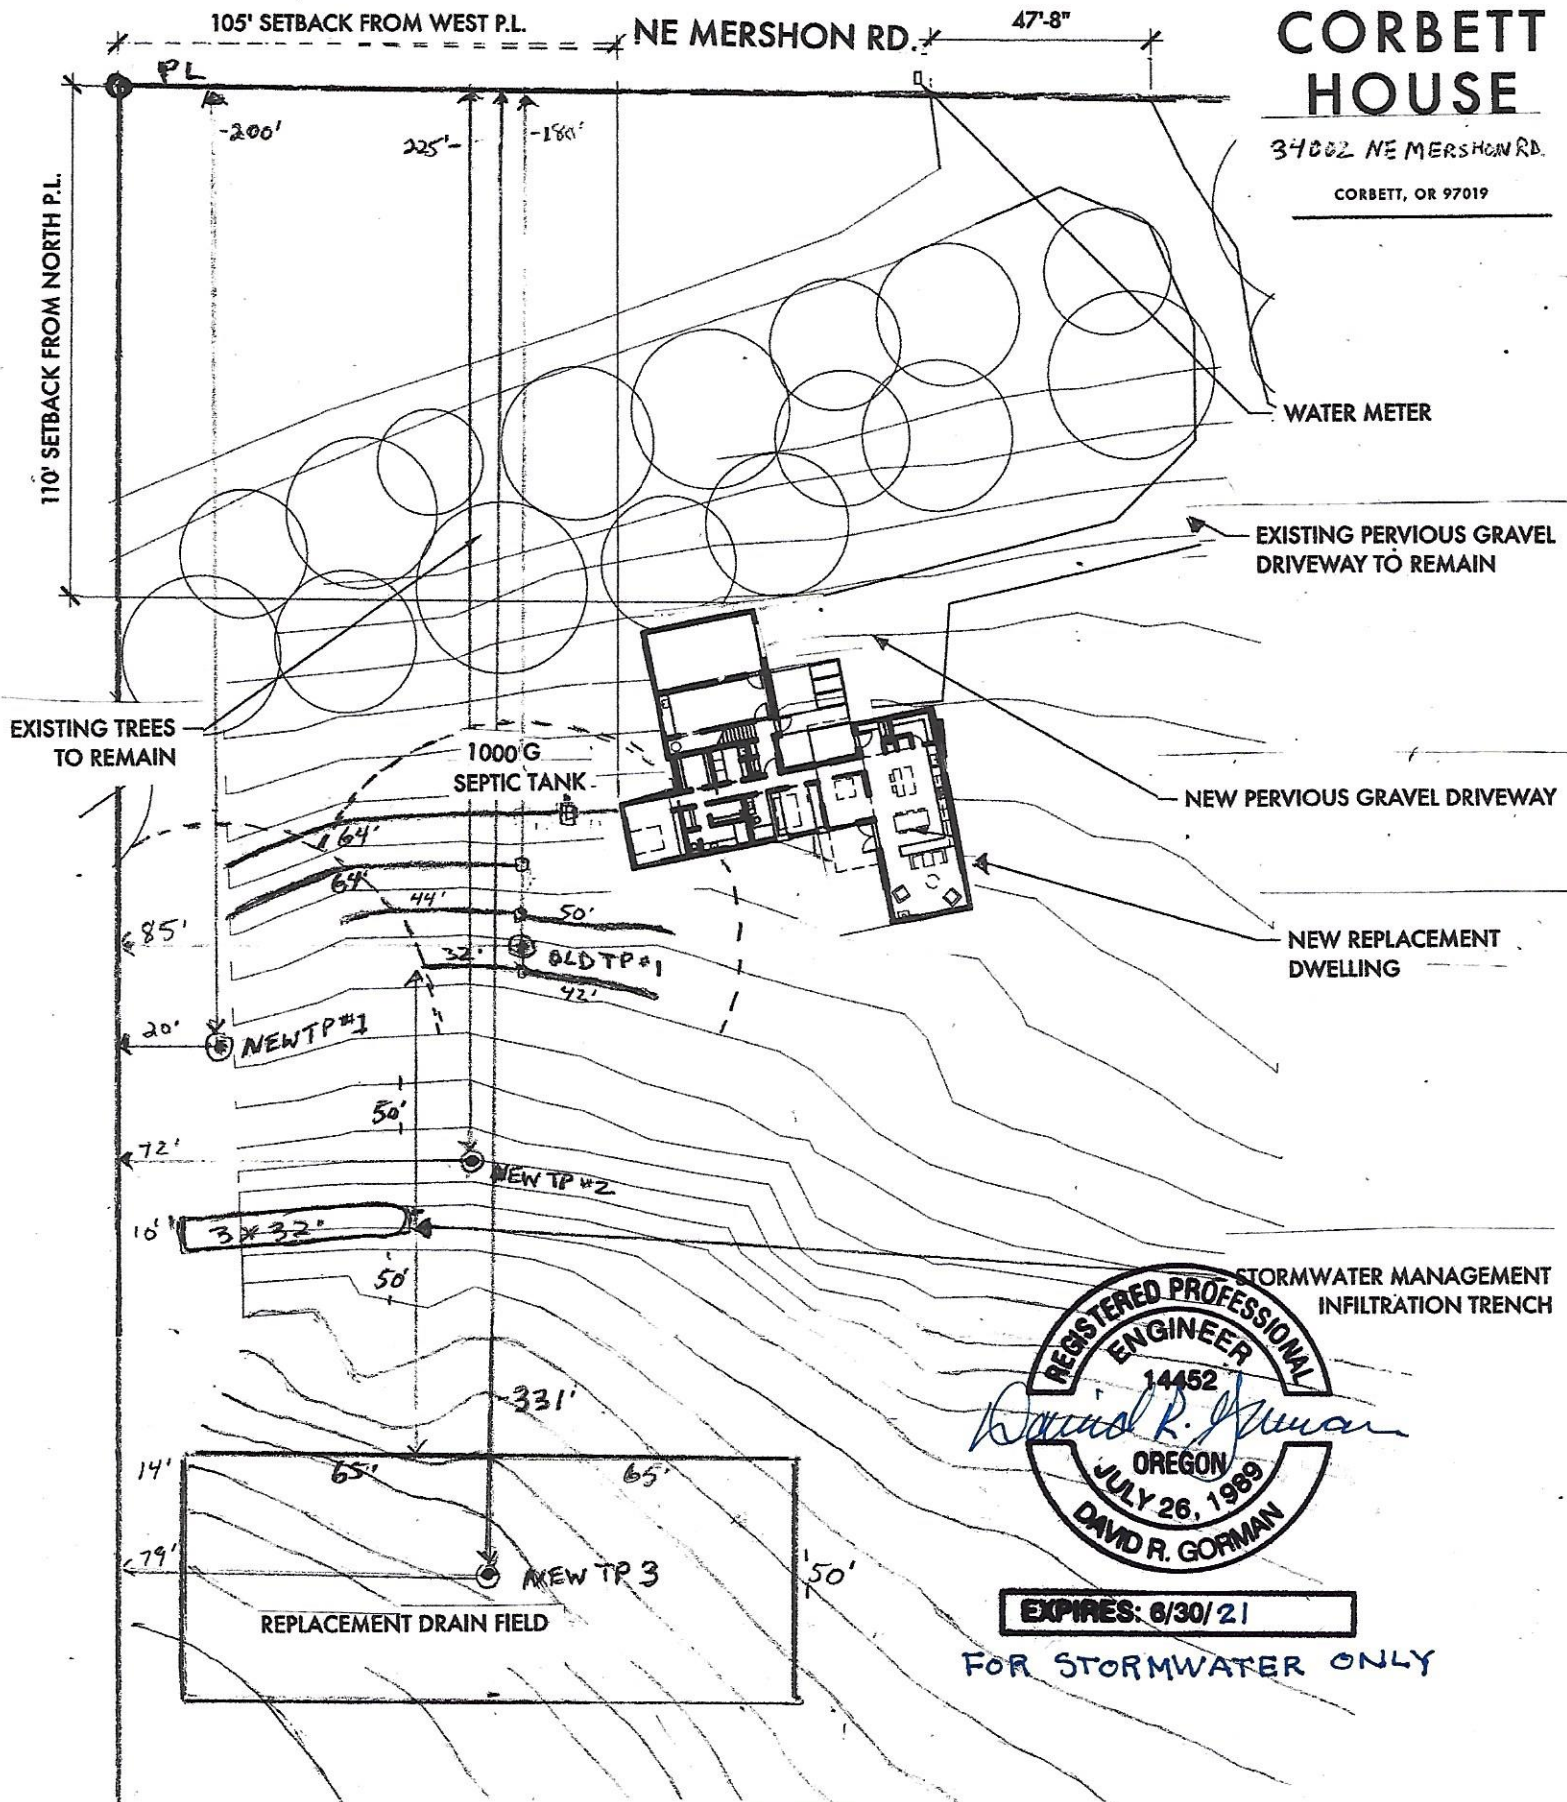 105' SETBACK FROM WEST P.L.
NE MERSHON RD.
47'-8"
CORBETT
HOUSE
34002 NE MERSHON RD.
CORBETT, OR 97019
PL
200'
225'
180'
110' SETBACK FROM NORTH P.L.
WATER METER
EXISTING PERVIOUS GRAVEL
DRIVEWAY TO REMAIN
EXISTING TREES
TO REMAIN
1000 G
SEPTIC TANK
NEW PERVIOUS GRAVEL DRIVEWAY
64'
64'
44'
50'
85'
32'
OLD TP #1
42'
NEW REPLACEMENT
DWELLING
20'
NEW TP #1
50'
72'
NEW TP #2
10'
3 x 32'
50'
STORMWATER MANAGEMENT
INFILTRATION TRENCH
REGISTERED PROFESSIONAL
ENGINEER
14452
David R. Gorman
OREGON
JULY 26, 1989
DAVID R. GORMAN
331'
14'
65'
65'
79'
NEW TP 3
50'
REPLACEMENT DRAIN FIELD
EXPIRES: 6/30/21
FOR STORMWATER ONLY